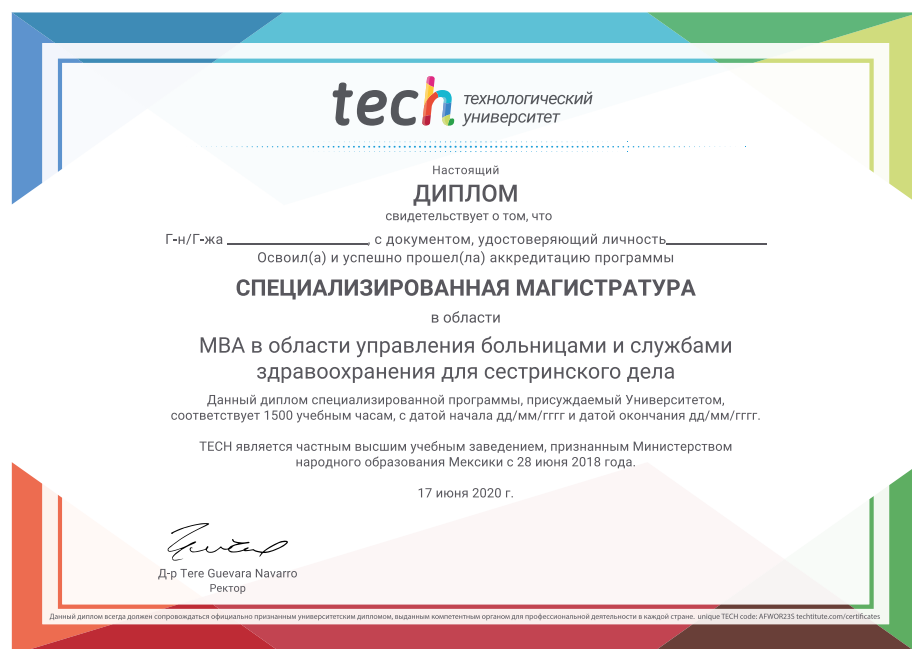 tech технологический
университет
Настоящий
ДИПЛОМ
свидетельствует о том, что
Г-н/Г-жа ____________________, с документом, удостоверяющий личность______________
Освоил(а) и успешно прошел(ла) аккредитацию программы
СПЕЦИАЛИЗИРОВАННАЯ МАГИСТРАТУРА
в области
MBA в области управления больницами и службами
здравоохранения для сестринского дела
Данный диплом специализированной программы, присуждаемый Университетом,
соответствует 1500 учебным часам, с датой начала дд/мм/гггг и датой окончания дд/мм/гггг.
TECH является частным высшим учебным заведением, признанным Министерством
народного образования Мексики с 28 июня 2018 года.
17 июня 2020 г.
Д-р Tere Guevara Navarro
Ректор
Данный диплом всегда должен сопровождаться официально признанным университетским дипломом, выданным компетентным органом для профессиональной деятельности в каждой стране. unique TECH code: AFWOR23S techtitute.com/certificates